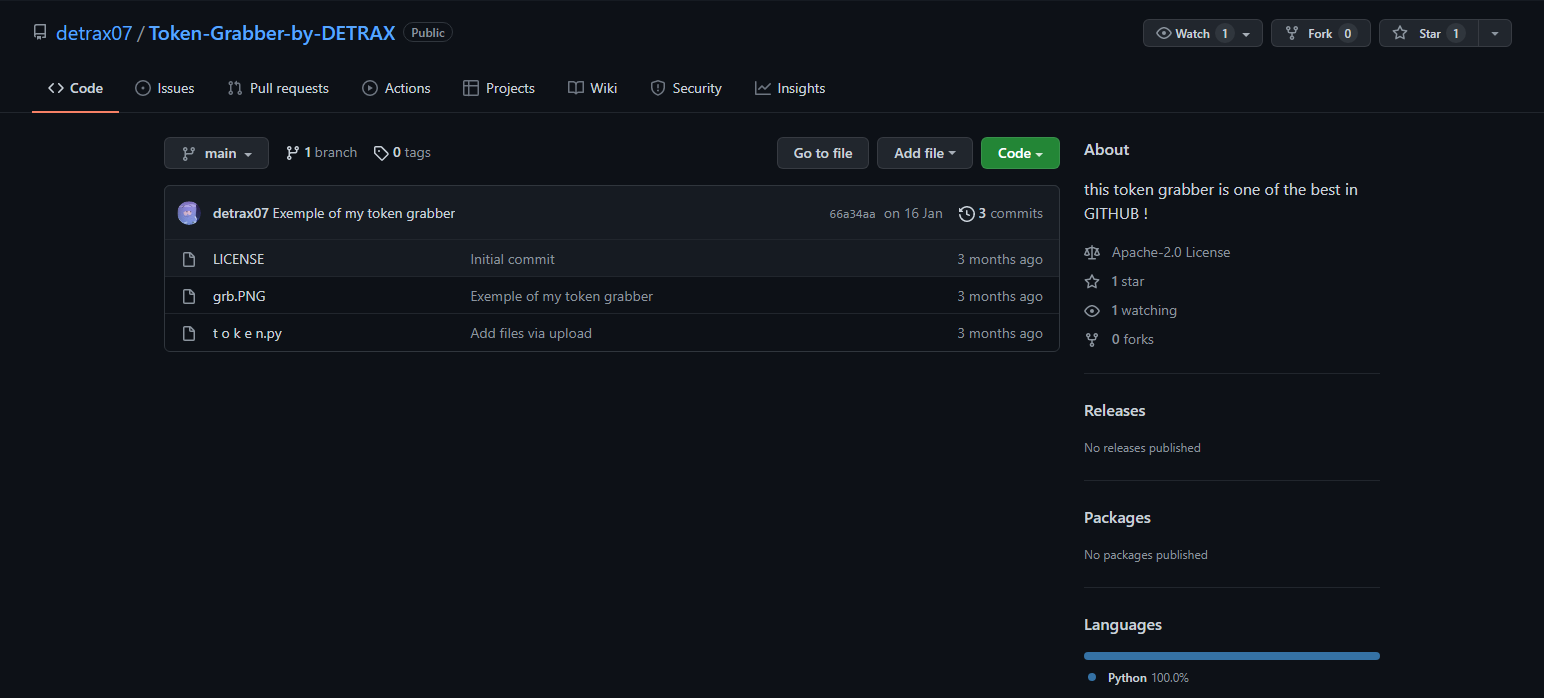 detrax07 / Token-Grabber-by-DETRAX Public Watch 1 Fork 0 Star 1
Code Issues Pull requests Actions Projects Wiki Security Insights
main 1 branch 0 tags Go to file Add file Code
detrax07 Exemple of my token grabber 66a34aa on 16 Jan 3 commits
LICENSE Initial commit 3 months ago
grb.PNG Exemple of my token grabber 3 months ago
t o k e n.py Add files via upload 3 months ago
About
this token grabber is one of the best in
GITHUB !
Apache-2.0 License
1 star
1 watching
0 forks
Releases
No releases published
Packages
No packages published
Languages
Python 100.0%